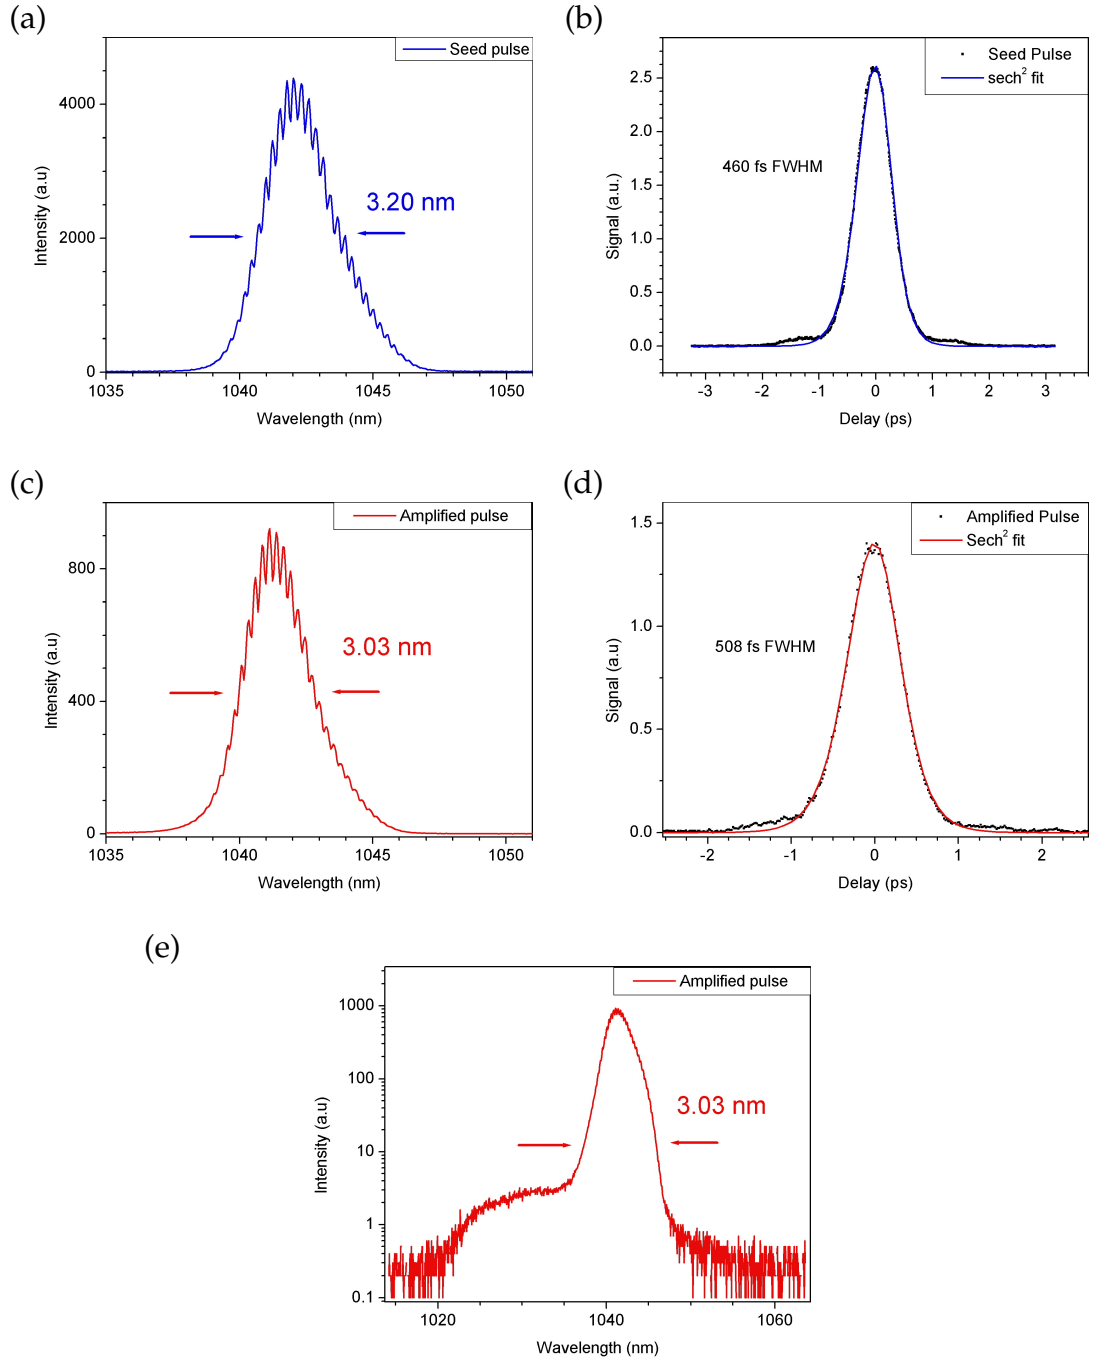 (a)
Seed pulse
3.20 nm
4000
2000
0
Intensity (a.u)
1035
1040
1045
1050
Wavelength (nm)
(b)
Seed Pulse
sech² fit
460 fs FWHM
2.5
2.0
1.5
1.0
0.5
0.0
Signal (a.u.)
-3
-2
-1
0
1
2
3
Delay (ps)
(c)
Amplified pulse
3.03 nm
800
400
0
Intensity (a.u)
1035
1040
1045
1050
Wavelength (nm)
(d)
Amplified Pulse
Sech² fit
508 fs FWHM
1.5
1.0
0.5
0.0
Signal (a.u)
-2
-1
0
1
2
Delay (ps)
(e)
Amplified pulse
3.03 nm
1000
100
10
1
0.1
Intensity (a.u)
1020
1040
1060
Wavelength (nm)